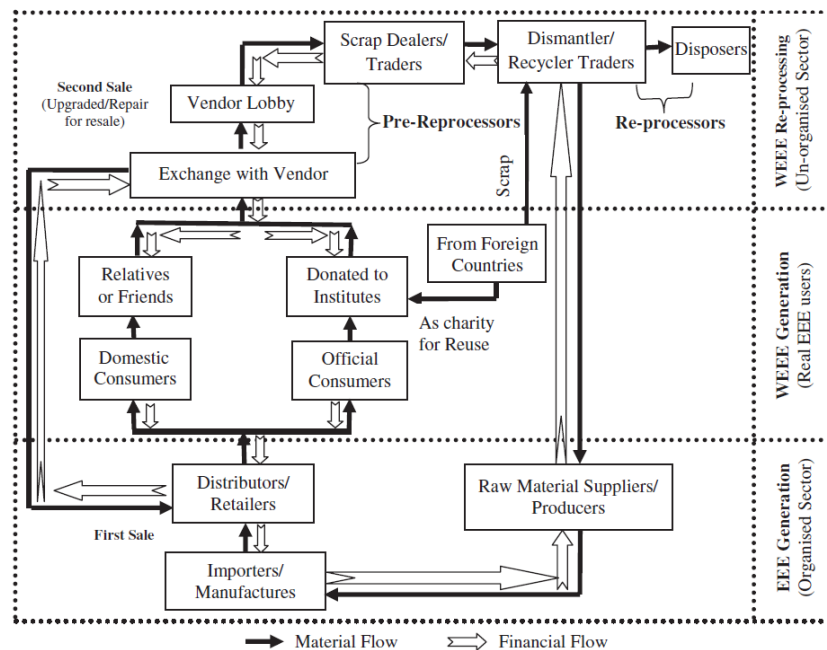 Scrap Dealers/
Traders
Dismantler/
Recycler Traders
Disposers
Second Sale
(Upgraded/Repair
for resale)
Vendor Lobby
Pre-Reprocessors
Re-processors
Exchange with Vendor
Scrap
WEEE Re-processing
(Un-organised Sector)
Relatives
or Friends
Donated to
Institutes
From Foreign
Countries
As charity
for Reuse
Domestic
Consumers
Official
Consumers
WEEE Generation
(Real EEE users)
Distributors/
Retailers
Raw Material Suppliers/
Producers
First Sale
Importers/
Manufactures
EEE Generation
(Organised Sector)
Material Flow
Financial Flow